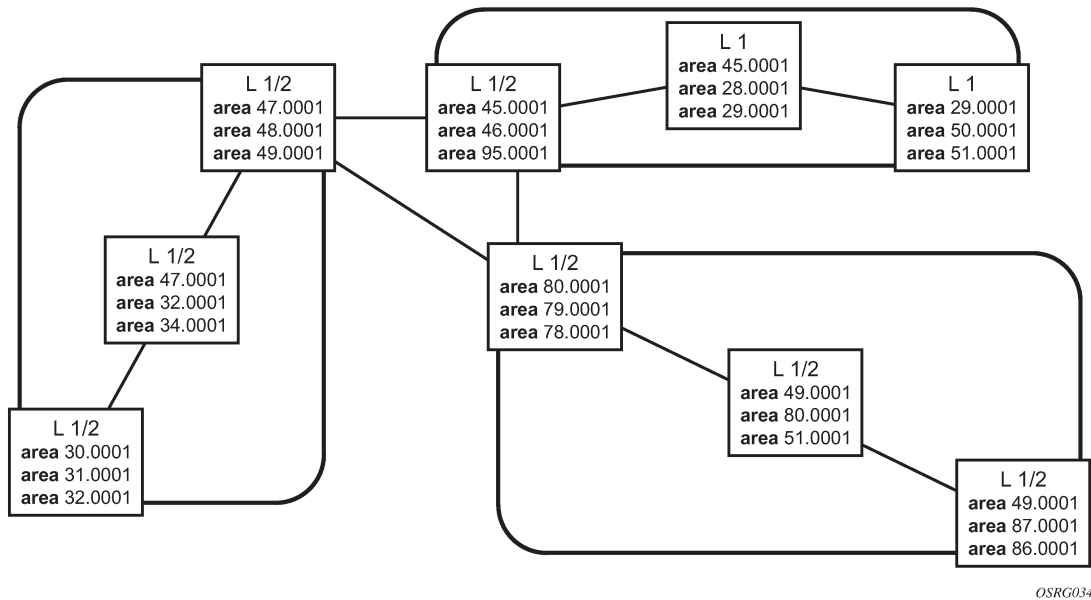 L 1/2
area 47.0001
area 48.0001
area 49.0001
L 1/2
area 45.0001
area 46.0001
area 95.0001
L 1
area 45.0001
area 28.0001
area 29.0001
L 1
area 29.0001
area 50.0001
area 51.0001
L 1/2
area 47.0001
area 32.0001
area 34.0001
L 1/2
area 80.0001
area 79.0001
area 78.0001
L 1/2
area 49.0001
area 80.0001
area 51.0001
L 1/2
area 30.0001
area 31.0001
area 32.0001
L 1/2
area 49.0001
area 87.0001
area 86.0001
OSRG034